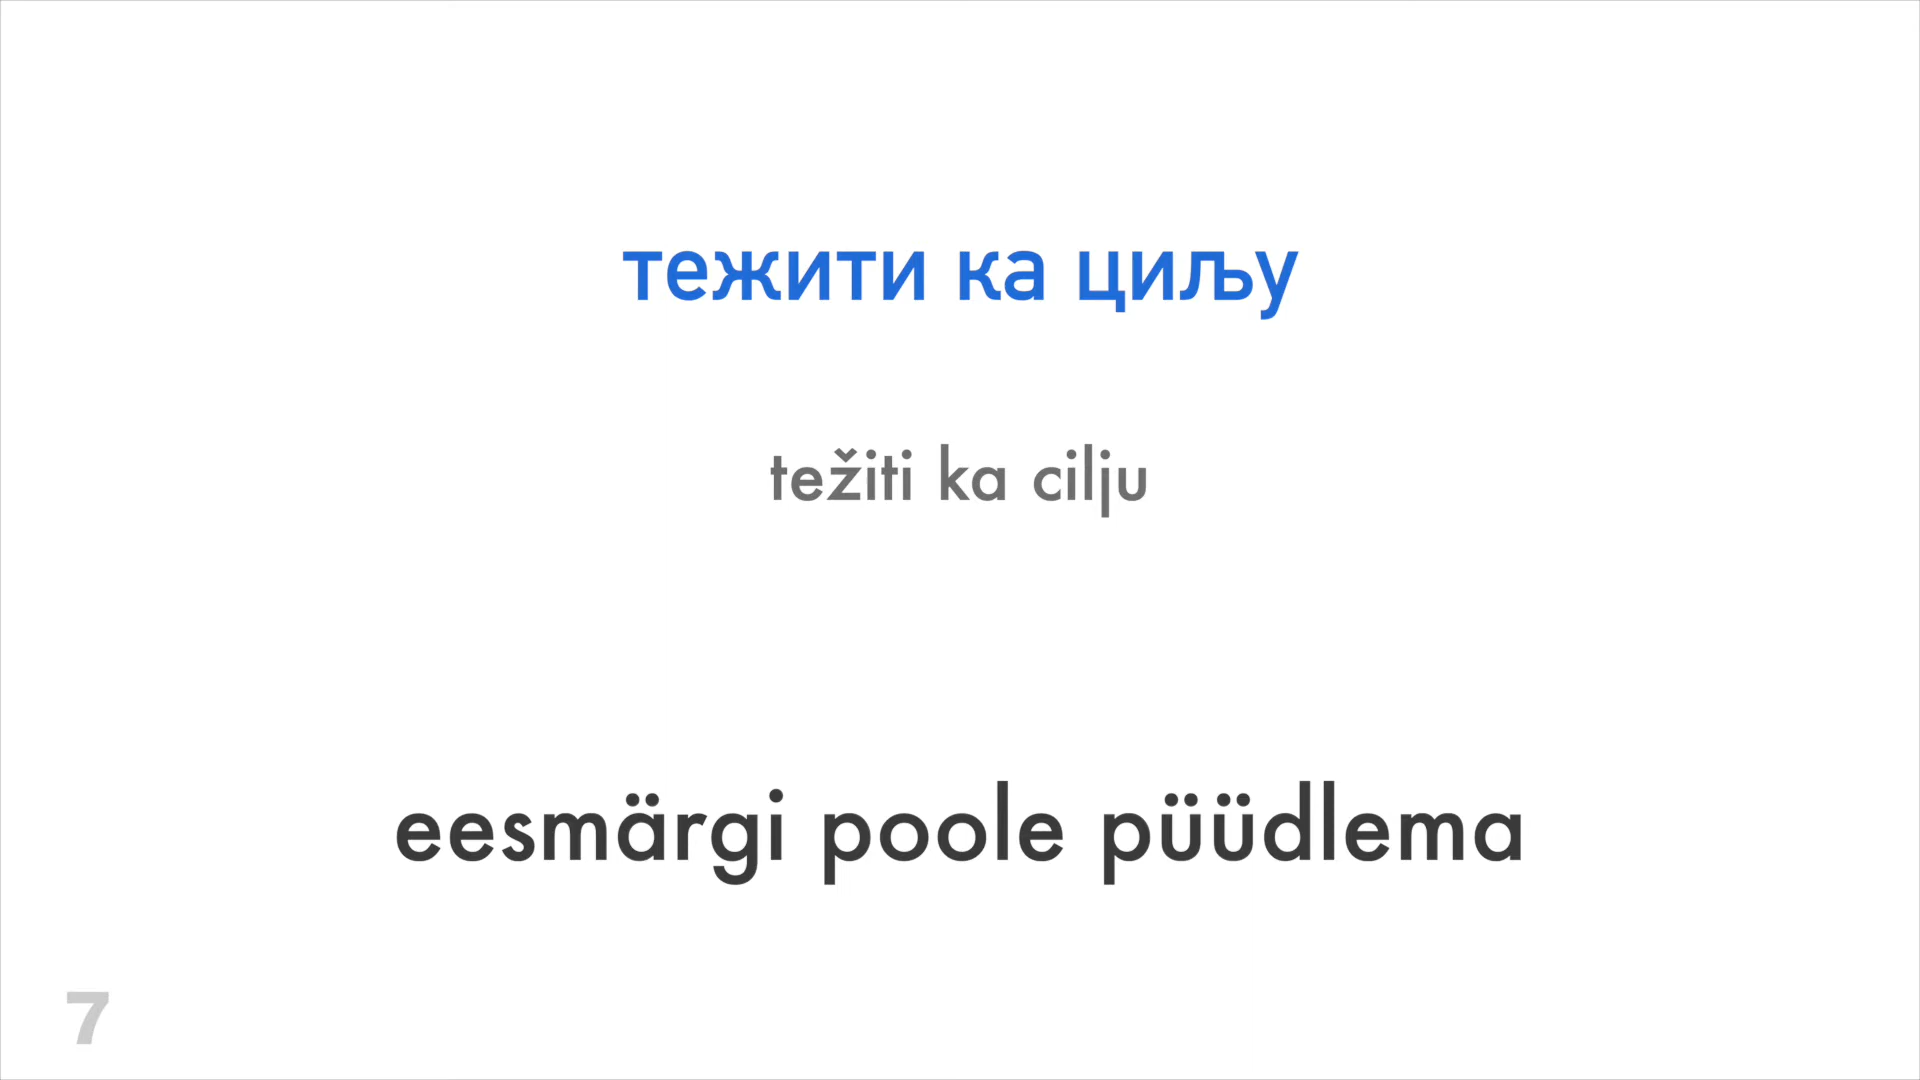 тежити ка циљу
težiti ka cilju
eesmärgi poole püüdlema
7